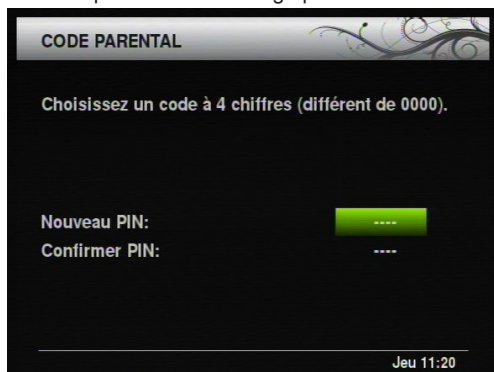 CODE PARENTAL
Choisissez un code à 4 chiffres (différent de 0000).
Nouveau PIN: ----
Confirmer PIN: ----
Jeu 11:20